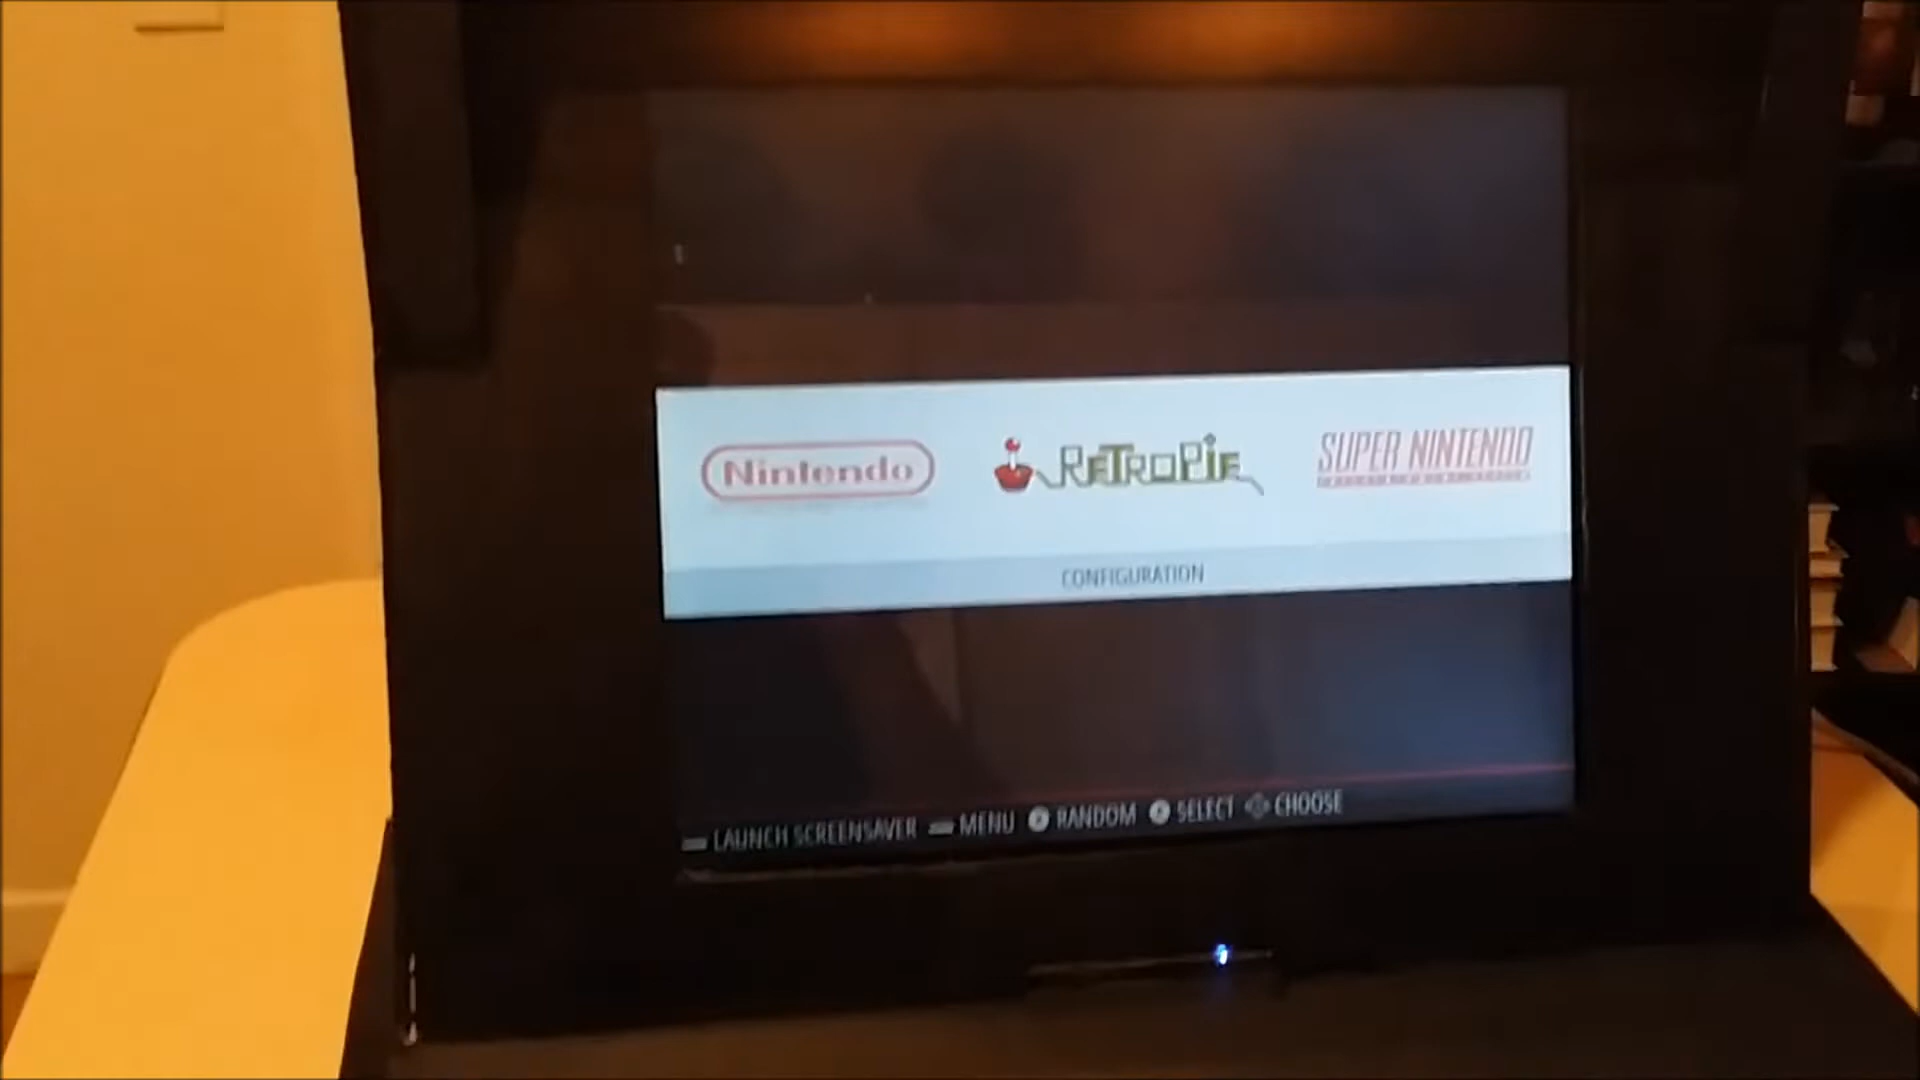 Nintendo
RETROPIE
SUPER NINTENDO
CONFIGURATION
LAUNCH SCREENSAVER MENU RANDOM SELECT CHOOSE